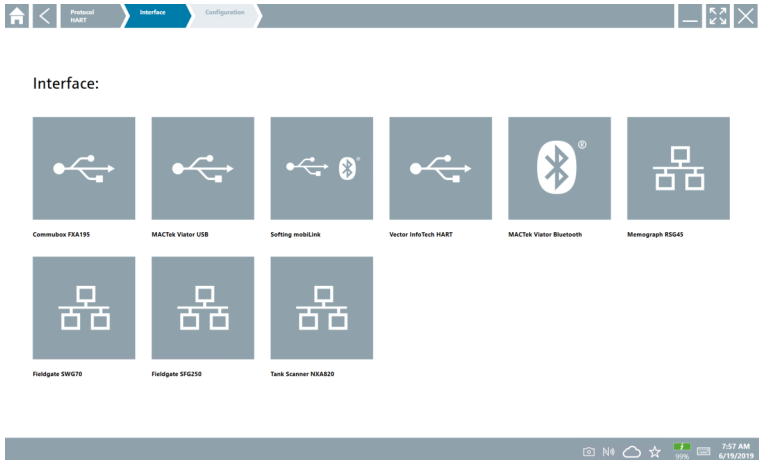 Protocol
HART
Interface
Configuration
Interface:
Commubox FXA195
MACTek Viator USB
Softing mobiLink
Vector InfoTech HART
MACTek Viator Bluetooth
Memograph RSG45
Fieldgate SWG70
Fieldgate SFG250
Tank Scanner NXA820
99%
7:57 AM
6/19/2019